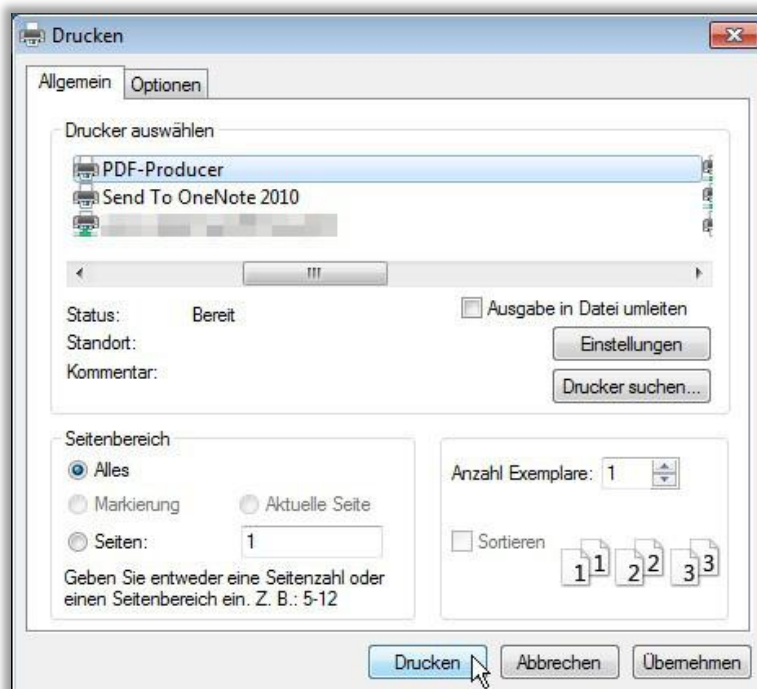 Drucken
Allgemein
Optionen
Drucker auswählen
PDF-Producer
Send To OneNote 2010
Status: Bereit
Standort:
Kommentar:
Ausgabe in Datei umleiten
Einstellungen
Drucker suchen...
Seitenbereich
Alles
Markierung
Aktuelle Seite
Seiten: 1
Geben Sie entweder eine Seitenzahl oder
einen Seitenbereich ein. Z. B.: 5-12
Anzahl Exemplare: 1
Sortieren
1 1 2 2 3 3
Drucken
Abbrechen
Übernehmen